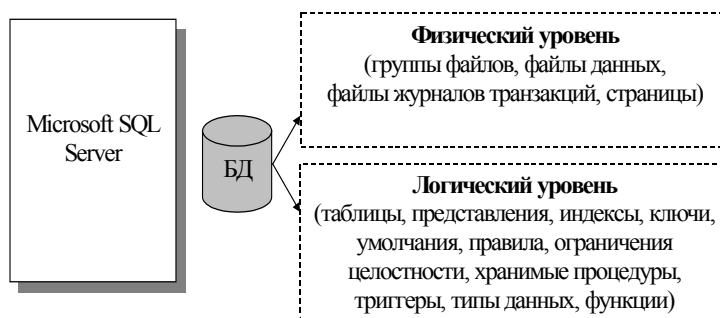 Microsoft SQL
Server
БД
Физический уровень
(группы файлов, файлы данных,
файлы журналов транзакций, страницы)
Логический уровень
(таблицы, представления, индексы, ключи,
умолчания, правила, ограничения
целостности, хранимые процедуры,
триггеры, типы данных, функции)